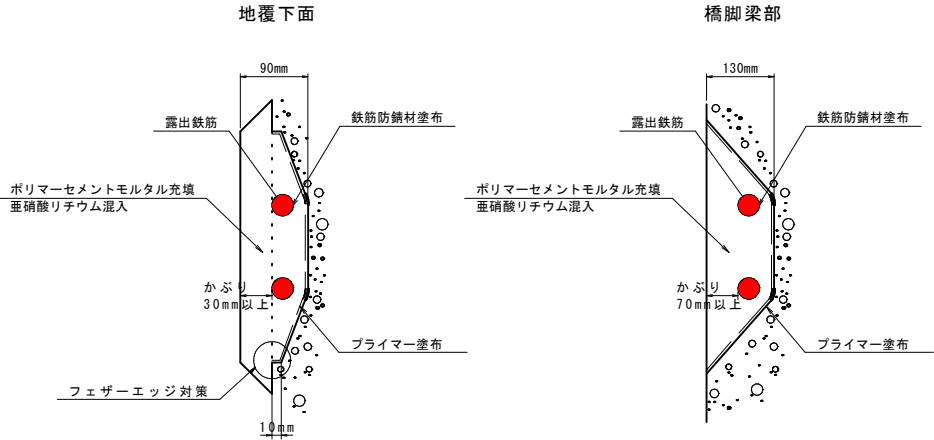 地覆下面
90mm
露出鉄筋
鉄筋防錆材塗布
ポリマーセメントモルタル充填
亜硝酸リチウム混入
かぶり
30mm以上
プライマー塗布
フェザーエッジ対策
10mm
橋脚梁部
130mm
露出鉄筋
鉄筋防錆材塗布
ポリマーセメントモルタル充填
亜硝酸リチウム混入
かぶり
70mm以上
プライマー塗布